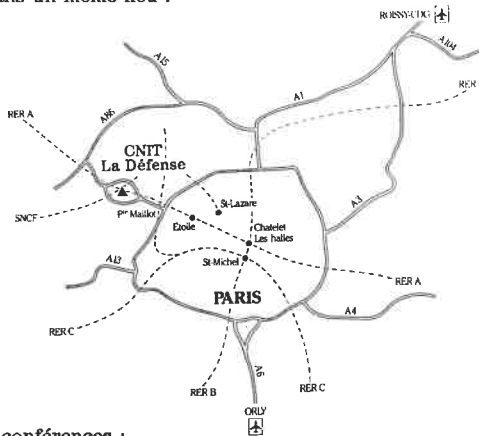 ROISSY-CDG
A104
A15
A1
RER
A86
RER A
CNIT
La Défense
A3
SNCF
Pte Maillot
St-Lazare
Etoile
Chatelet
Les halles
St-Michel
A13
RER A
PARIS
A4
RER C
A6
RER B
RER C
ORLY
conférences :